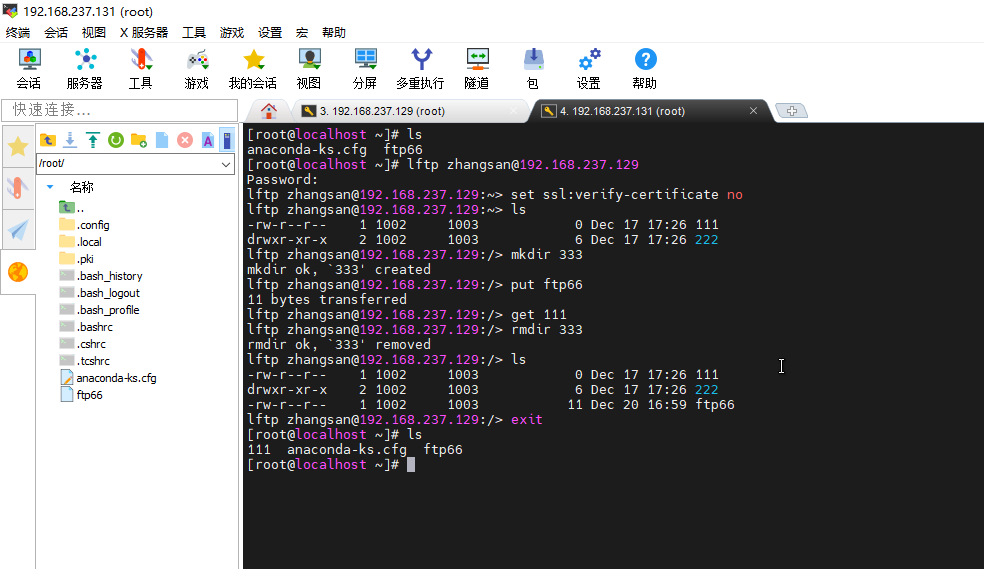 192.168.237.131 (root)
终端 会话 视图 X 服务器 工具 游戏 设置 宏 帮助
会话 服务器 工具 游戏 我的会话 视图 分屏 多重执行 隧道 包 设置 帮助
快速连接...
3. 192.168.237.129 (root)
4. 192.168.237.131 (root)
/root/
名称
..
.config
.local
.pki
.bash_history
.bash_logout
.bash_profile
.bashrc
.cshrc
.tcshrc
anaconda-ks.cfg
ftp66
[root@localhost ~]# ls
anaconda-ks.cfg  ftp66
[root@localhost ~]# lftp zhangsan@192.168.237.129
Password:
lftp zhangsan@192.168.237.129:~> set ssl:verify-certificate no
lftp zhangsan@192.168.237.129:~> ls
-rw-r--r--    1 1002     1003            0 Dec 17 17:26 111
drwxr-xr-x    2 1002     1003            6 Dec 17 17:26 222
lftp zhangsan@192.168.237.129:/> mkdir 333
mkdir ok, `333' created
lftp zhangsan@192.168.237.129:/> put ftp66
11 bytes transferred
lftp zhangsan@192.168.237.129:/> get 111
lftp zhangsan@192.168.237.129:/> rmdir 333
rmdir ok, `333' removed
lftp zhangsan@192.168.237.129:/> ls
-rw-r--r--    1 1002     1003            0 Dec 17 17:26 111
drwxr-xr-x    2 1002     1003            6 Dec 17 17:26 222
-rw-r--r--    1 1002     1003           11 Dec 20 16:59 ftp66
lftp zhangsan@192.168.237.129:/> exit
[root@localhost ~]# ls
111  anaconda-ks.cfg  ftp66
[root@localhost ~]#